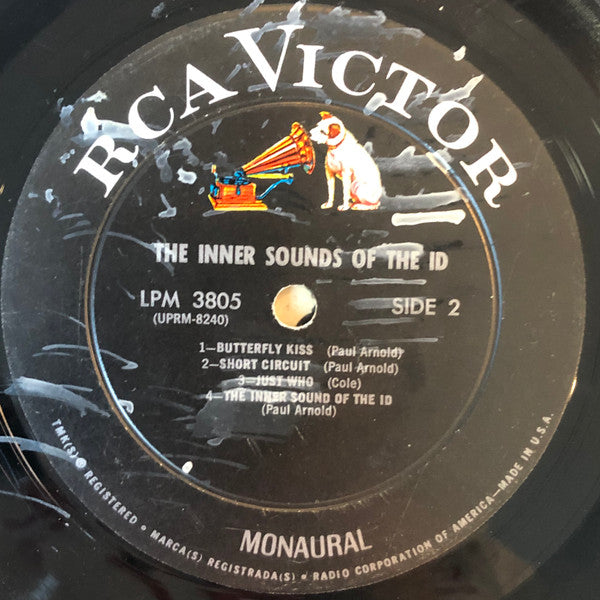 RCA VICTOR
THE INNER SOUNDS OF THE ID
LPM 3805
(UPRM-8240)
SIDE 2
1—BUTTERFLY KISS (Paul Arnold)
2—SHORT CIRCUIT (Paul Arnold)
3—JUST WHO (Cole)
4—THE INNER SOUND OF THE ID
(Paul Arnold)
MONAURAL
TMK(S) ® REGISTERED • MARCA(S) REGISTRADA(S) • RADIO CORPORATION OF AMERICA—MADE IN U.S.A.